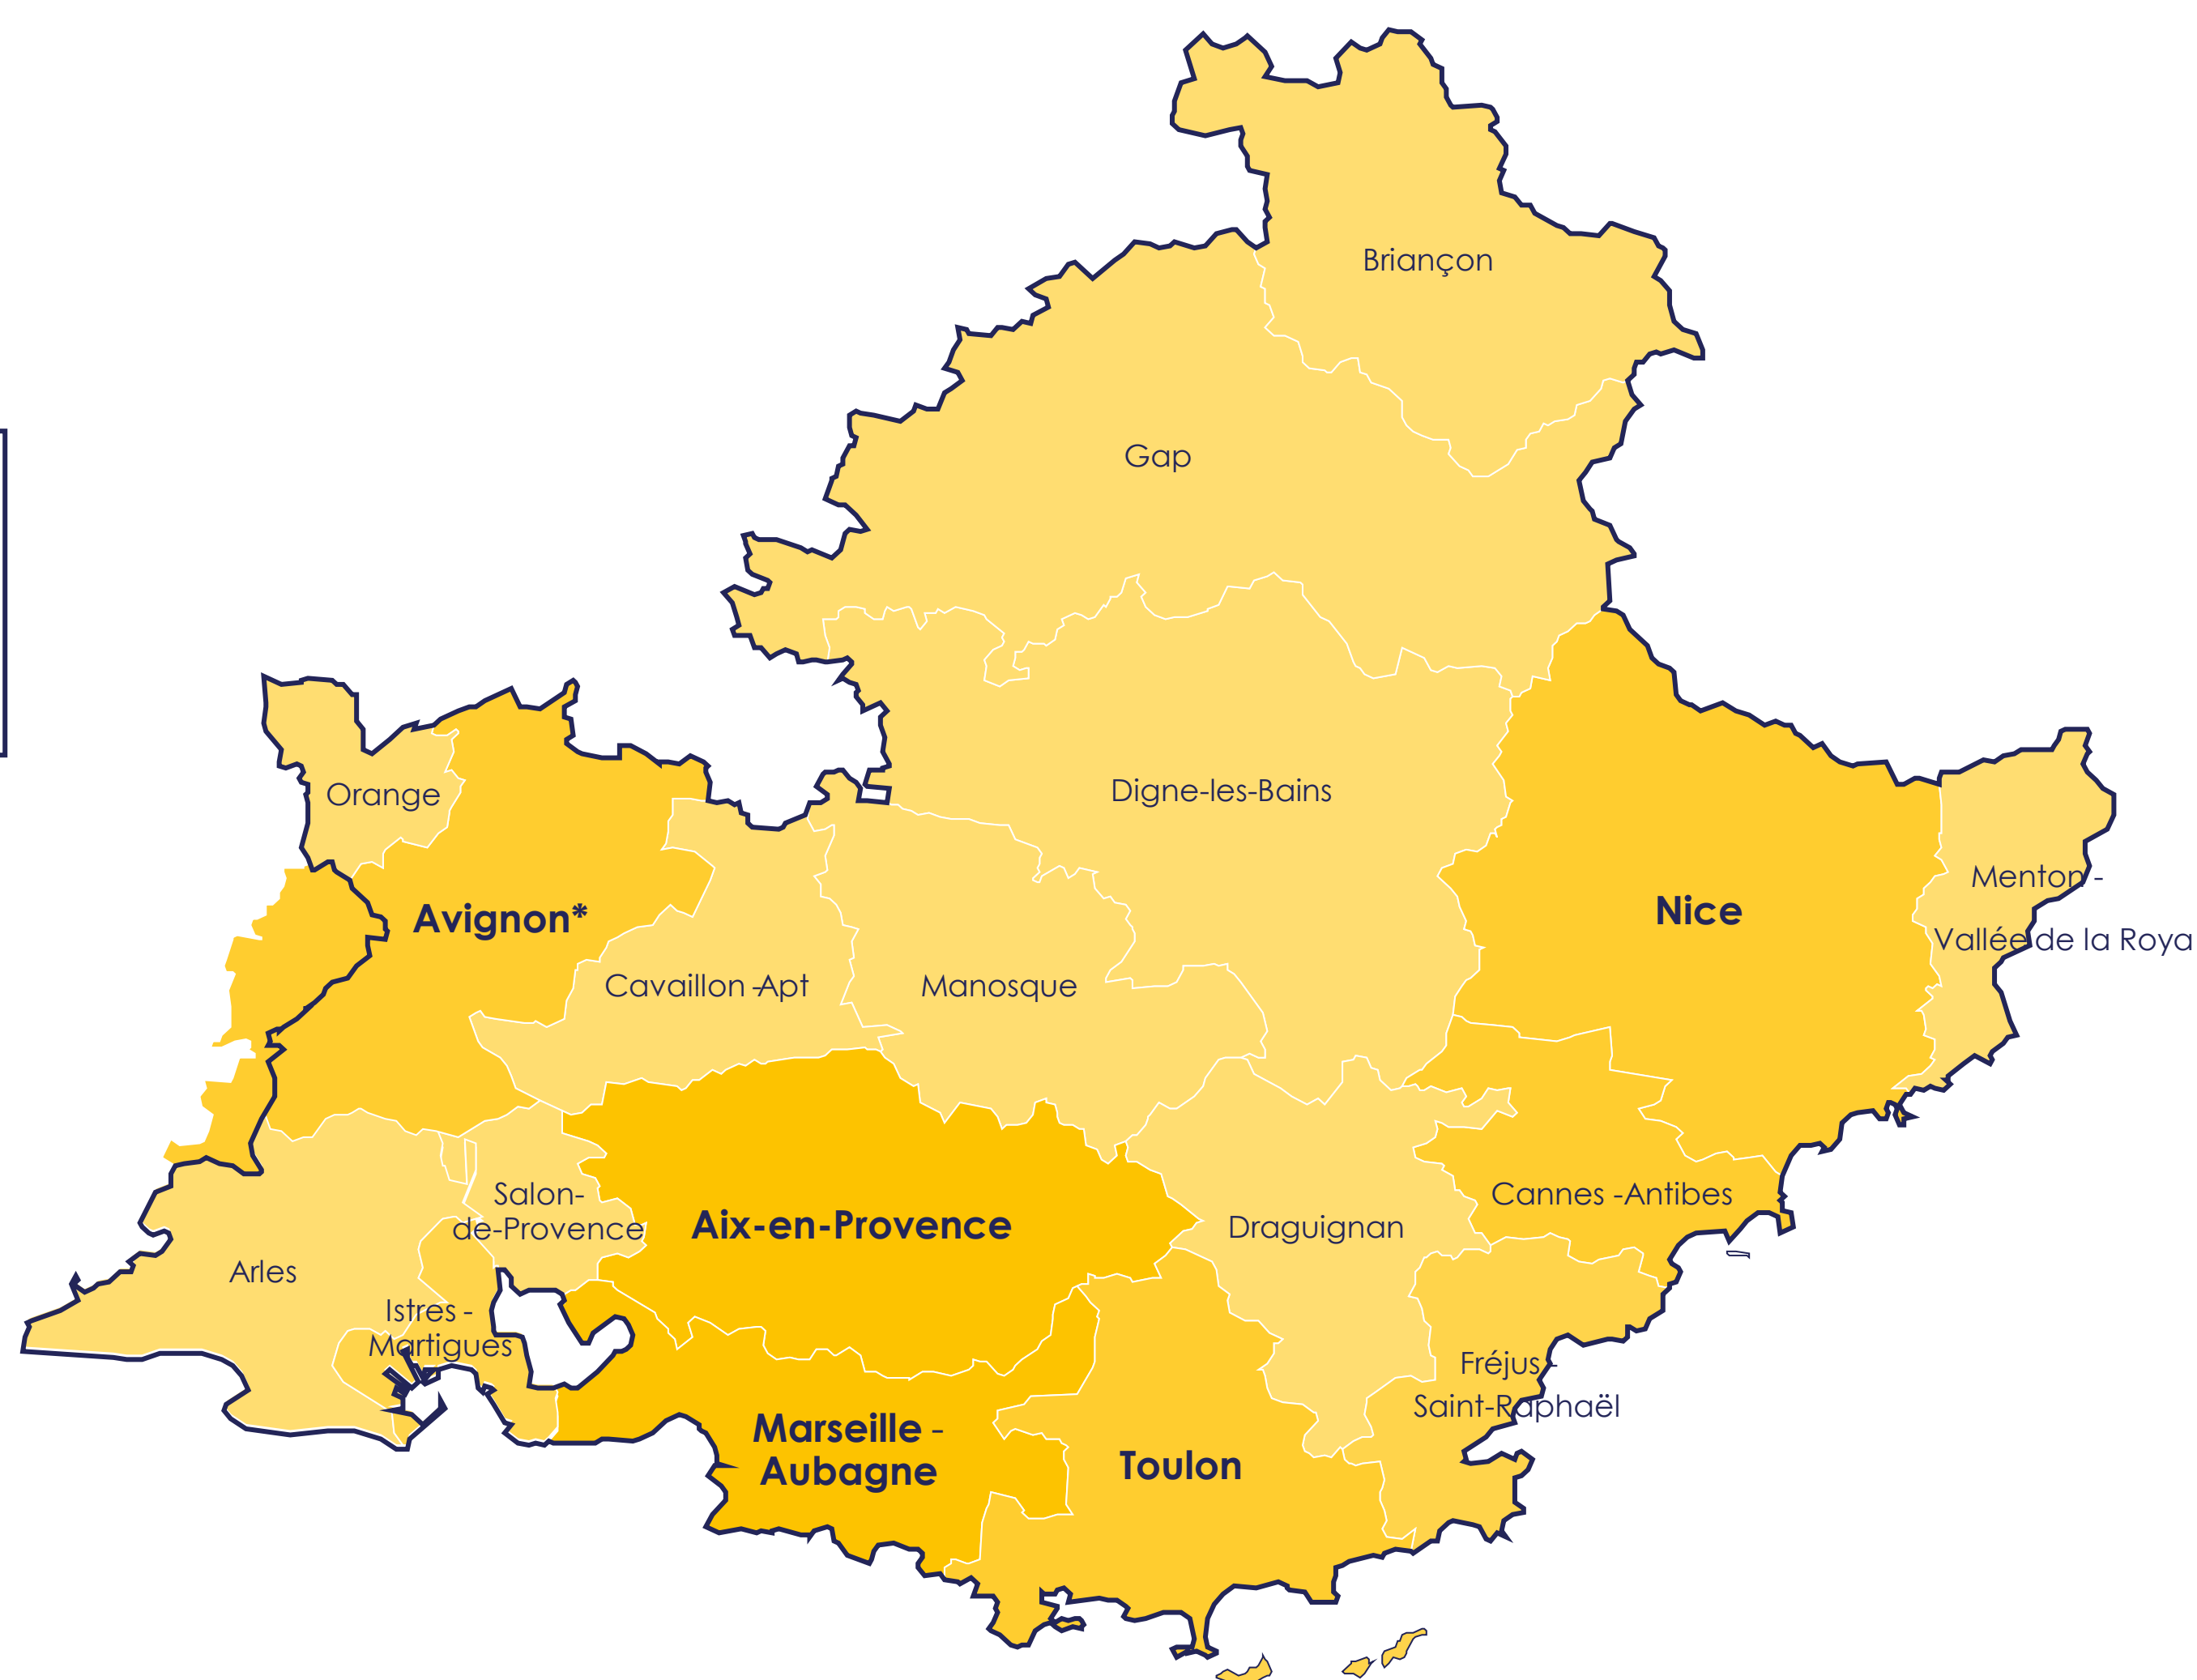 Briançon
Gap
Orange
Digne-les-Bains
Menton -
Vallée de la Roya
Avignon*
Nice
Cavaillon -Apt
Manosque
Salon-
de-Provence
Aix-en-Provence
Draguignan
Cannes -Antibes
Arles
Istres -
Martigues
Fréjus -
Saint-Raphaël
Marseille -
Aubagne
Toulon